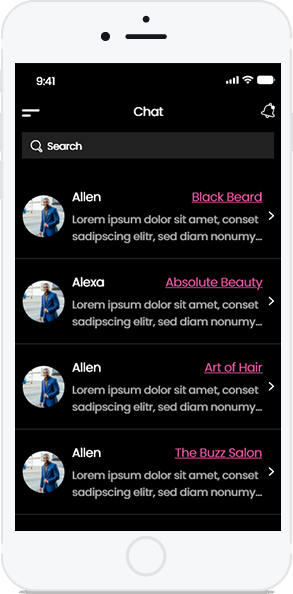 9:41
Chat
Search
Allen Black Beard
Lorem ipsum dolor sit amet, conset
sadipscing elitr, sed diam nonumy...
Alexa Absolute Beauty
Lorem ipsum dolor sit amet, conset
sadipscing elitr, sed diam nonumy...
Allen Art of Hair
Lorem ipsum dolor sit amet, conset
sadipscing elitr, sed diam nonumy...
Allen The Buzz Salon
Lorem ipsum dolor sit amet, conset
sadipscing elitr, sed diam nonumy...